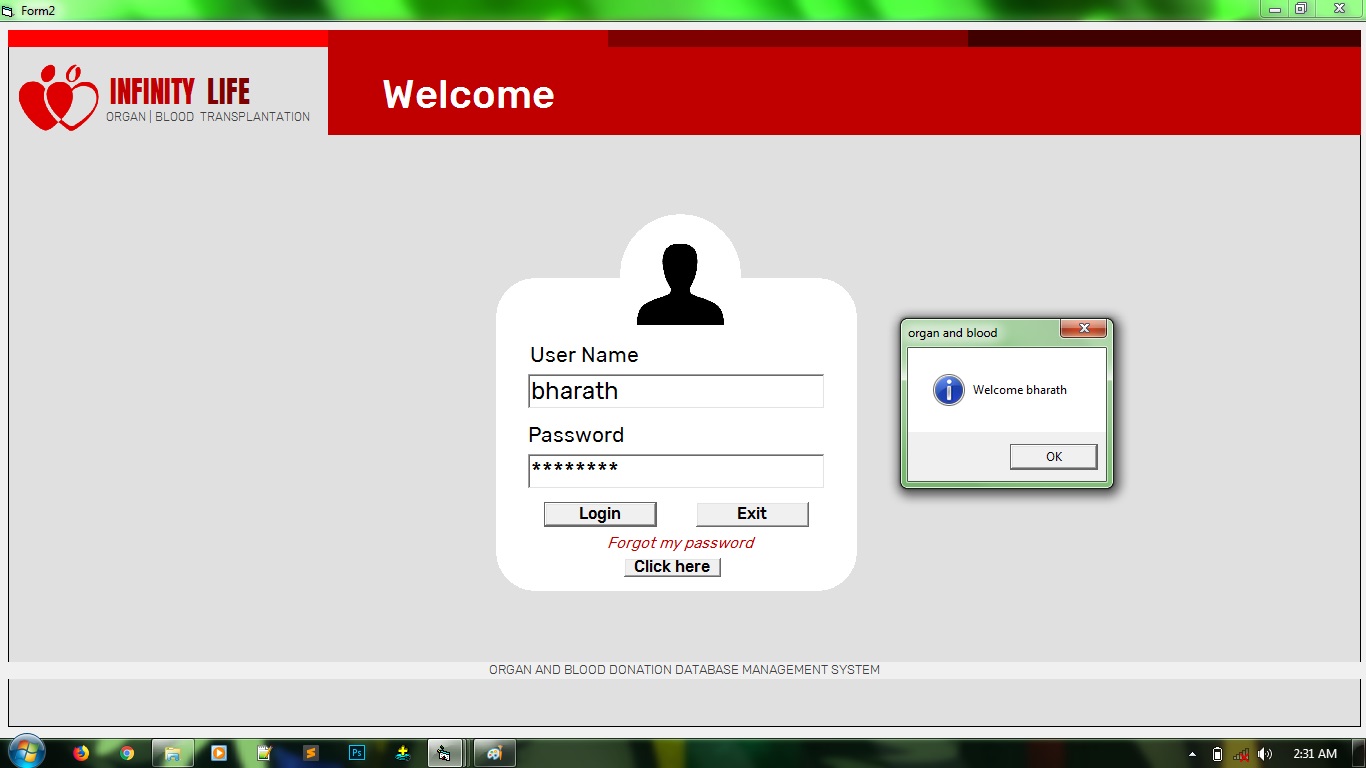 Form2
INFINITY LIFE
ORGAN | BLOOD TRANSPLANTATION
Welcome
User Name
bharath
Password
********
Login
Exit
Forgot my password
Click here
organ and blood
Welcome bharath
OK
ORGAN AND BLOOD DONATION DATABASE MANAGEMENT SYSTEM
Ps
2:31 AM